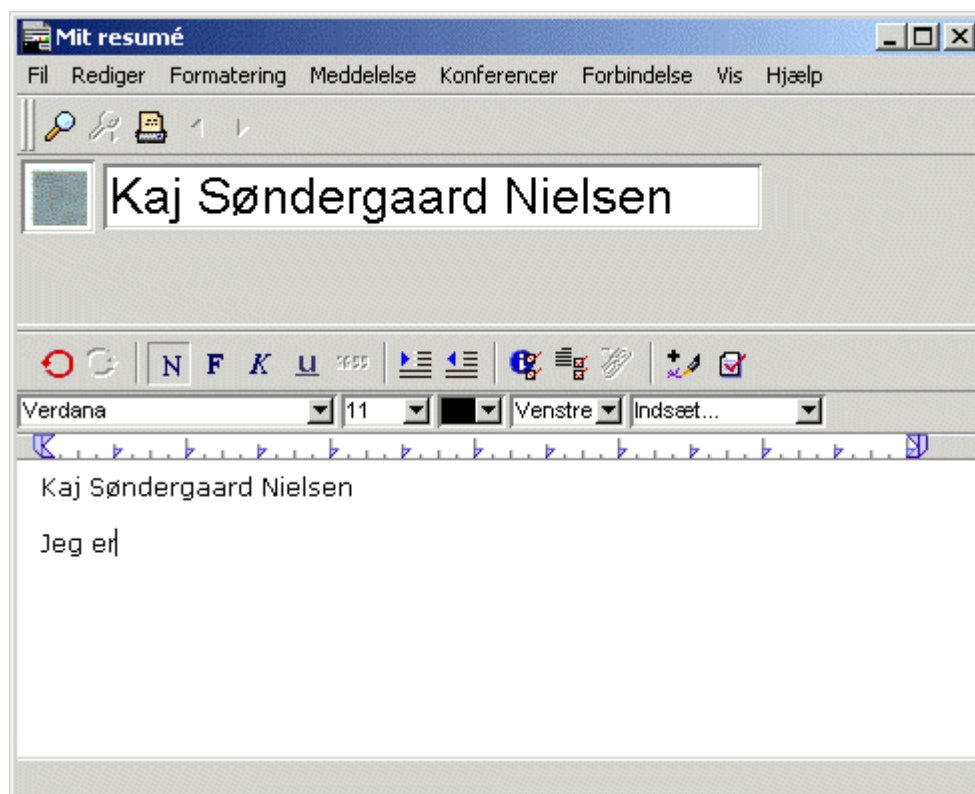 Mit resumé
Fil Rediger Formatering Meddelelse Konferencer Forbindelse Vis Hjælp
Kaj Søndergaard Nielsen
N F K U
Verdana 11 Venstre Indsæt...
Kaj Søndergaard Nielsen
Jeg er